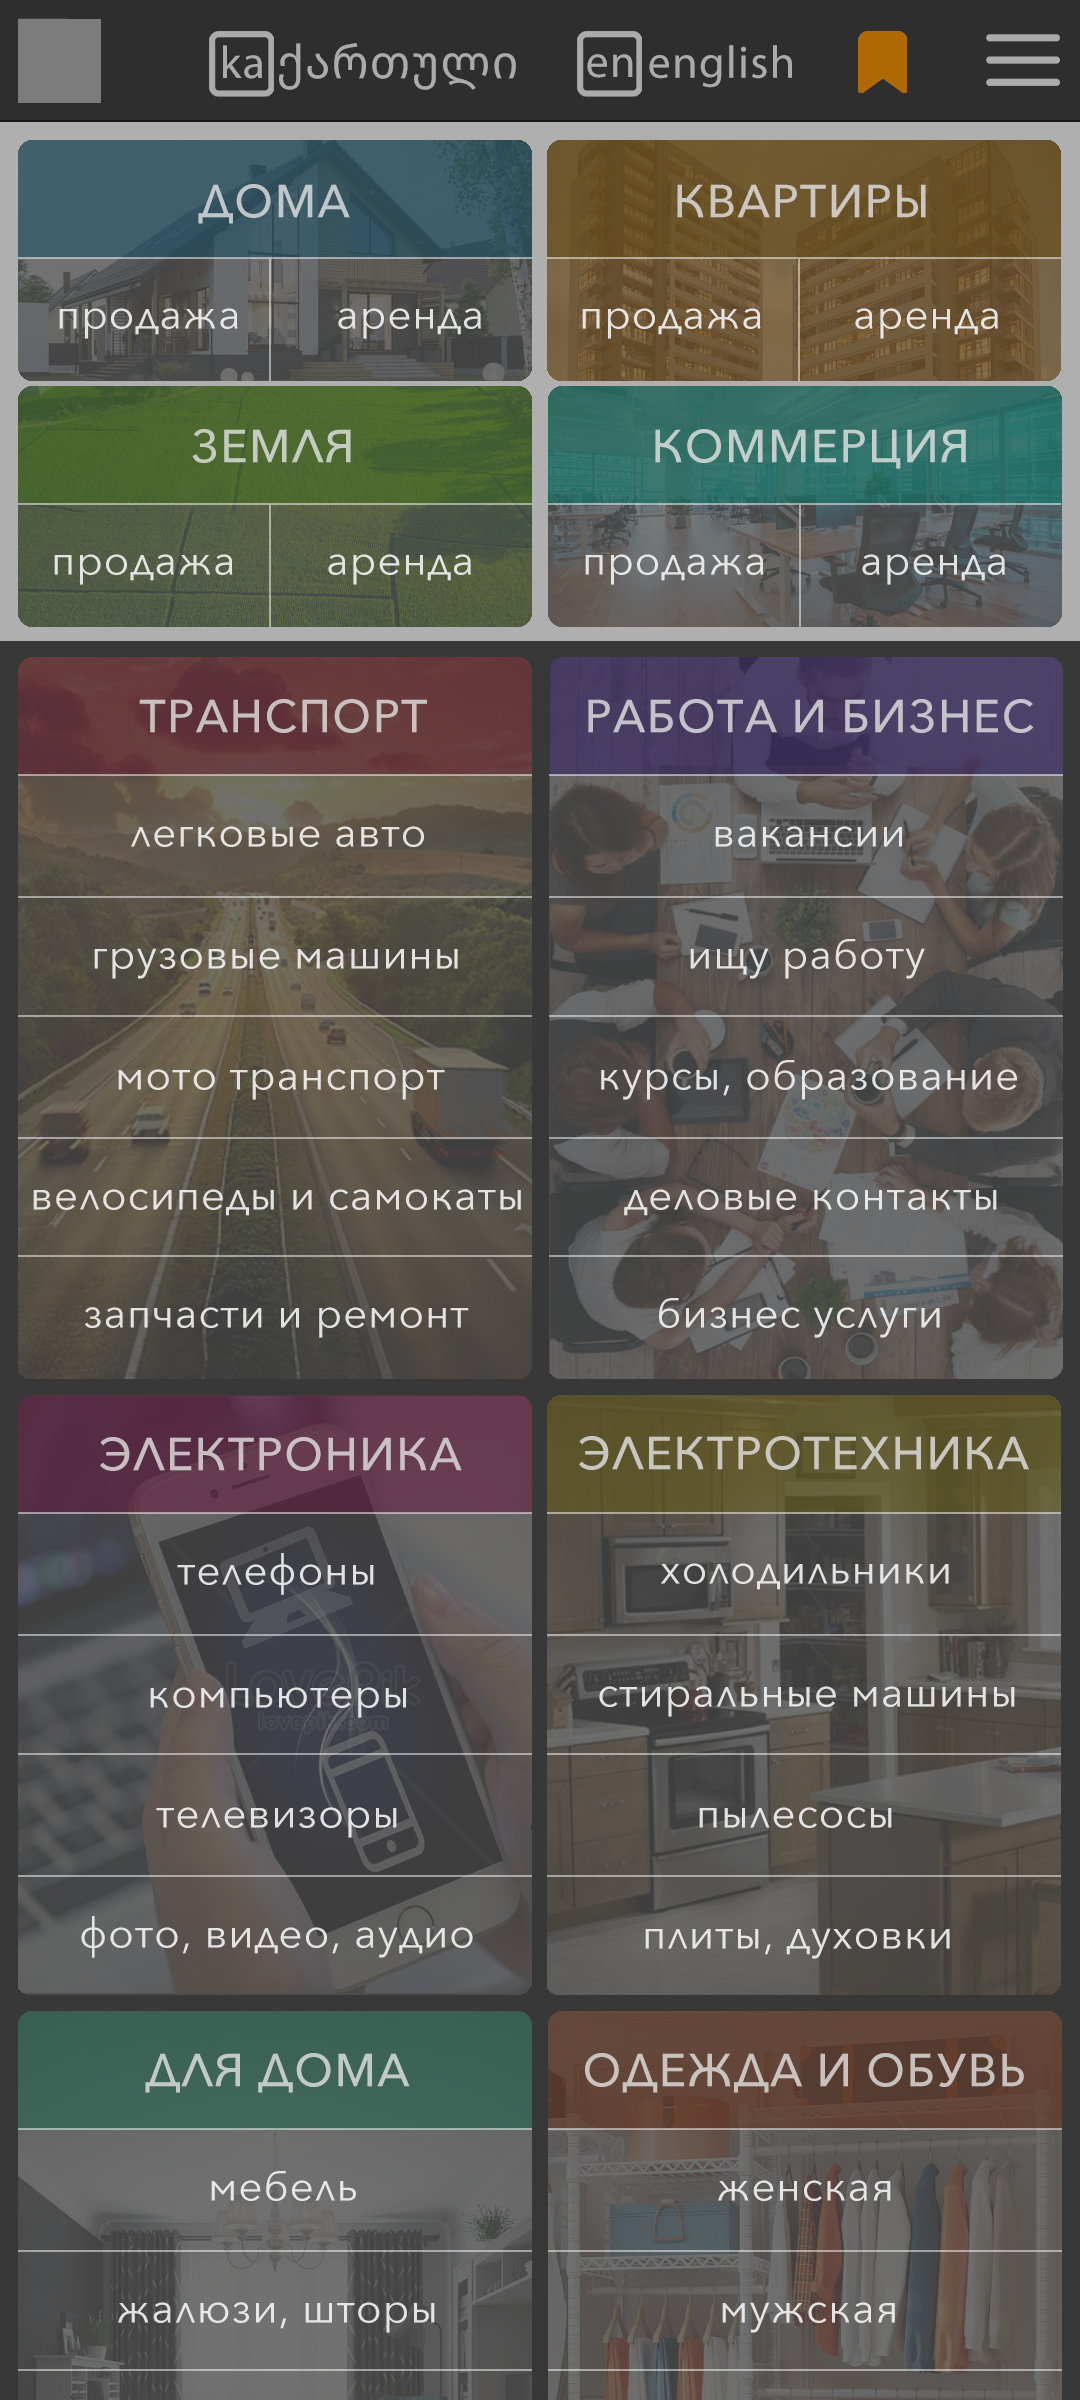 ka ქართული
en english
ДОМА
продажа
аренда
КВАРТИРЫ
продажа
аренда
ЗЕМЛЯ
продажа
аренда
КОММЕРЦИЯ
продажа
аренда
ТРАНСПОРТ
легковые авто
грузовые машины
мото транспорт
велосипеды и самокаты
запчасти и ремонт
РАБОТА И БИЗНЕС
вакансии
ищу работу
курсы, образование
деловые контакты
бизнес услуги
ЭЛЕКТРОНИКА
телефоны
компьютеры
телевизоры
фото, видео, аудио
ЭЛЕКТРОТЕХНИКА
холодильники
стиральные машины
пылесосы
плиты, духовки
ДЛЯ ДОМА
мебель
жалюзи, шторы
ОДЕЖДА И ОБУВЬ
женская
мужская